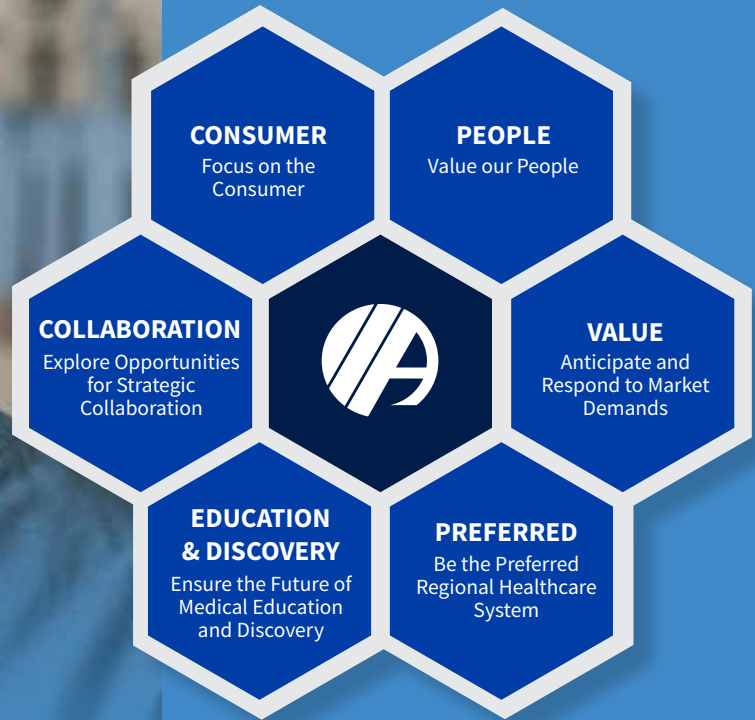 CONSUMER
Focus on the
Consumer
PEOPLE
Value our People
COLLABORATION
Explore Opportunities
for Strategic
Collaboration
VALUE
Anticipate and
Respond to Market
Demands
EDUCATION
& DISCOVERY
Ensure the Future of
Medical Education
and Discovery
PREFERRED
Be the Preferred
Regional Healthcare
System